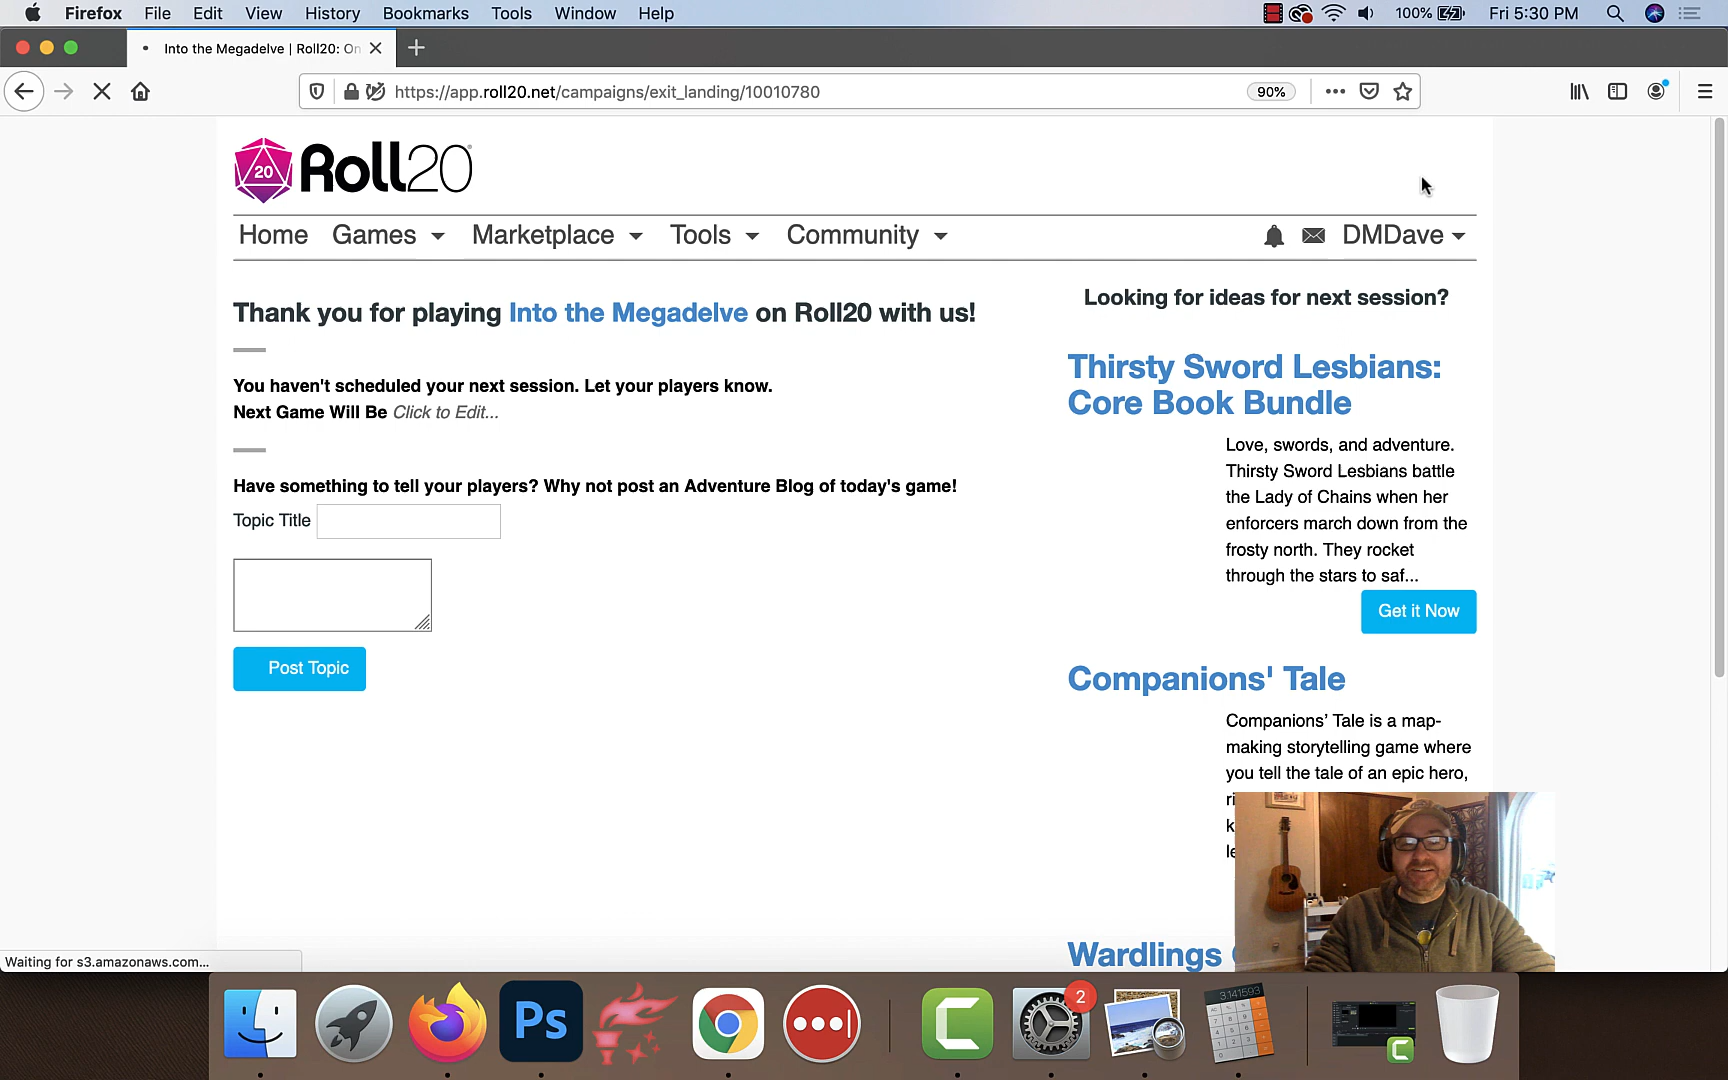 Firefox File Edit View History Bookmarks Tools Window Help 100% Fri 5:30 PM
Into the Megadelve | Roll20: On
https://app.roll20.net/campaigns/exit_landing/10010780 90%
20 Roll20
Home Games Marketplace Tools Community DMDave
Thank you for playing Into the Megadelve on Roll20 with us!
You haven't scheduled your next session. Let your players know.
Next Game Will Be Click to Edit...
Have something to tell your players? Why not post an Adventure Blog of today's game!
Topic Title
Post Topic
Looking for ideas for next session?
Thirsty Sword Lesbians:
Core Book Bundle
Love, swords, and adventure.
Thirsty Sword Lesbians battle
the Lady of Chains when her
enforcers march down from the
frosty north. They rocket
through the stars to saf...
Get it Now
Companions' Tale
Companions’ Tale is a map-
making storytelling game where
you tell the tale of an epic hero,
Wardlings
Waiting for s3.amazonaws.com...
Ps
2
3.141593